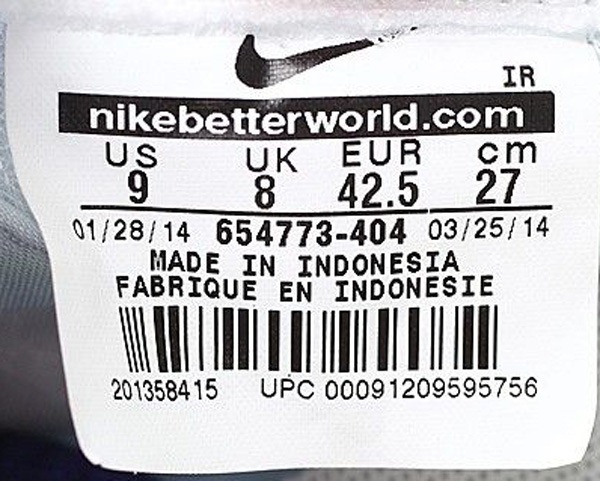 IR
nikebetterworld.com
US UK EUR cm
9 8 42.5 27
01/28/14 654773-404 03/25/14
MADE IN INDONESIA
FABRIQUE EN INDONESIE
201358415 UPC 00091209595756